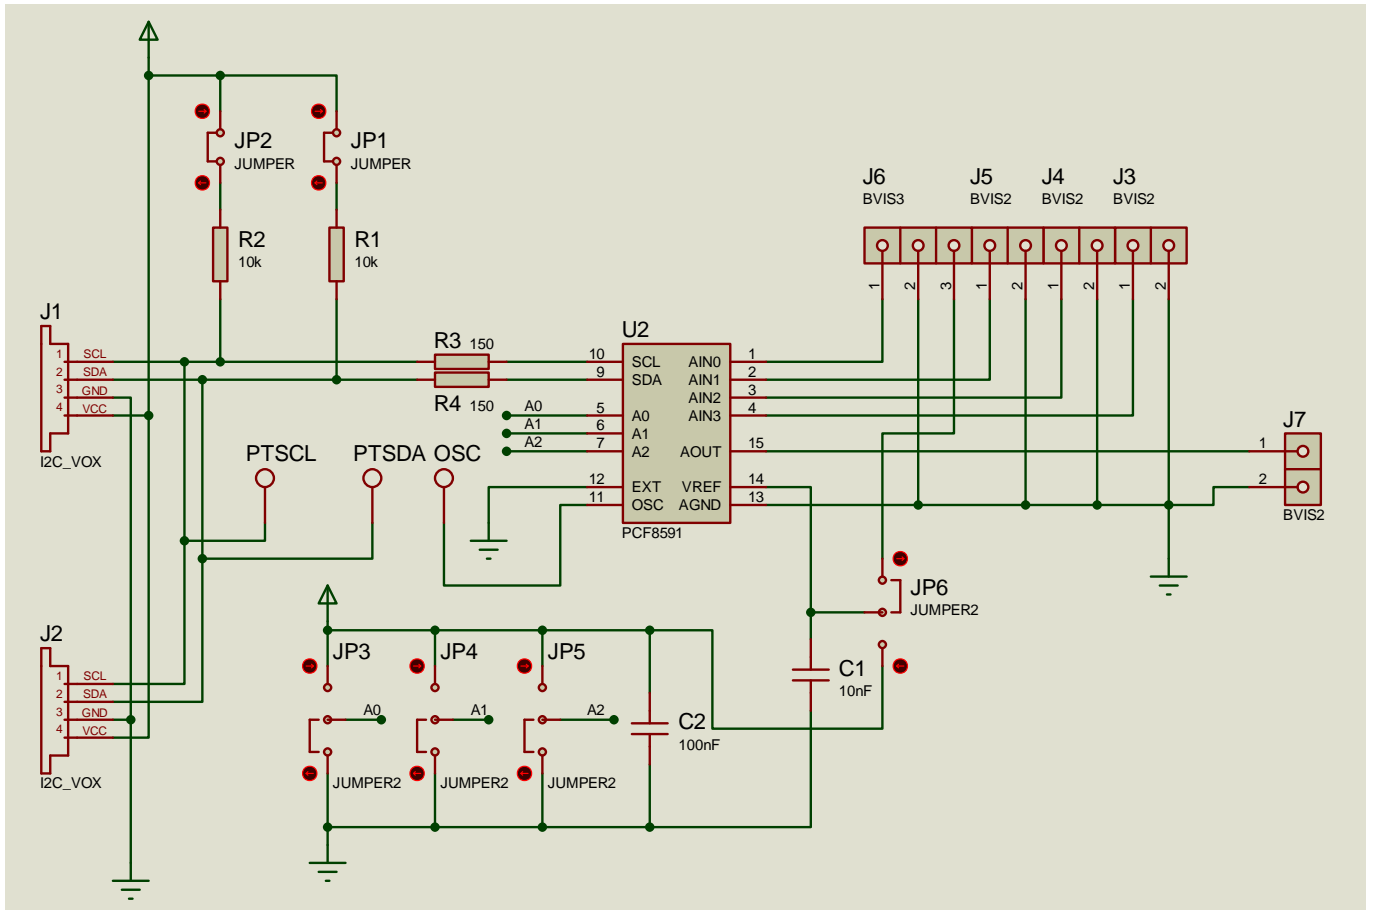 JP2
JUMPER
JP1
JUMPER
R2
10k
R1
10k
J6
BVIS3
J5
BVIS2
J4
BVIS2
J3
BVIS2
1
2
3
1
2
1
2
1
2
J1
1 SCL
2 SDA
3 GND
4 VCC
I2C_VOX
R3 150
R4 150
U2
10 SCL
9 SDA
A0 5 A0
A1 6 A1
A2 7 A2
12 EXT
11 OSC
AIN0 1
AIN1 2
AIN2 3
AIN3 4
AOUT 15
VREF 14
AGND 13
PCF8591
J7
1
2
BVIS2
PTSCL
PTSDA
OSC
JP6
JUMPER2
J2
1 SCL
2 SDA
3 GND
4 VCC
I2C_VOX
JP3
A0
JUMPER2
JP4
A1
JUMPER2
JP5
A2
JUMPER2
C2
100nF
C1
10nF